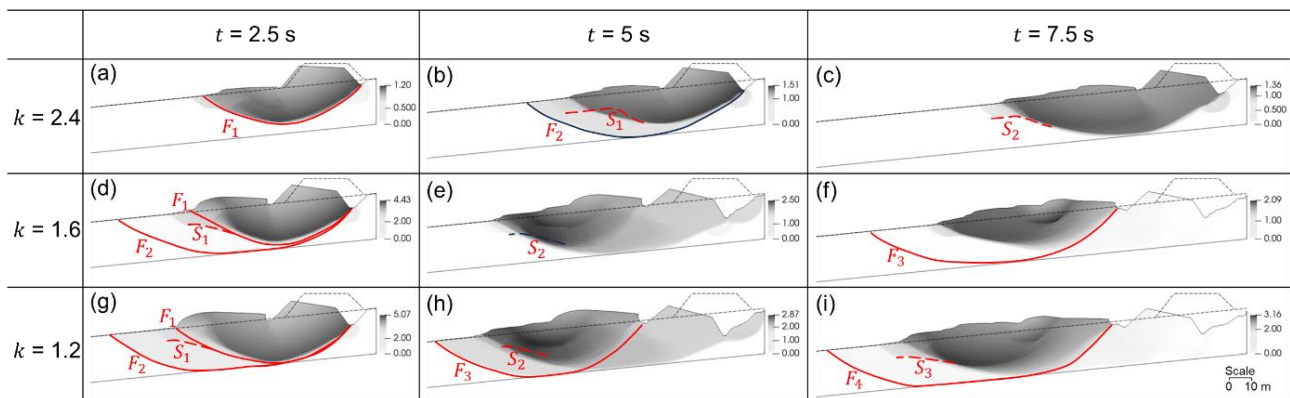 t = 2.5 s
t = 5 s
t = 7.5 s
k = 2.4
(a)
F₁
1.20
0.500
0.00
(b)
F₂
S₁
1.51
1.00
0.00
(c)
S₂
1.36
1.00
0.500
0.00
k = 1.6
(d)
F₁
S₁
F₂
4.43
2.00
0.00
(e)
S₂
2.50
1.00
0.00
(f)
F₃
2.09
1.00
0.00
k = 1.2
(g)
F₁
S₁
F₂
5.07
2.00
0.00
(h)
S₂
F₃
2.87
2.00
1.00
0.00
(i)
S₃
F₄
3.16
2.00
1.00
0.00
Scale
0 10 m